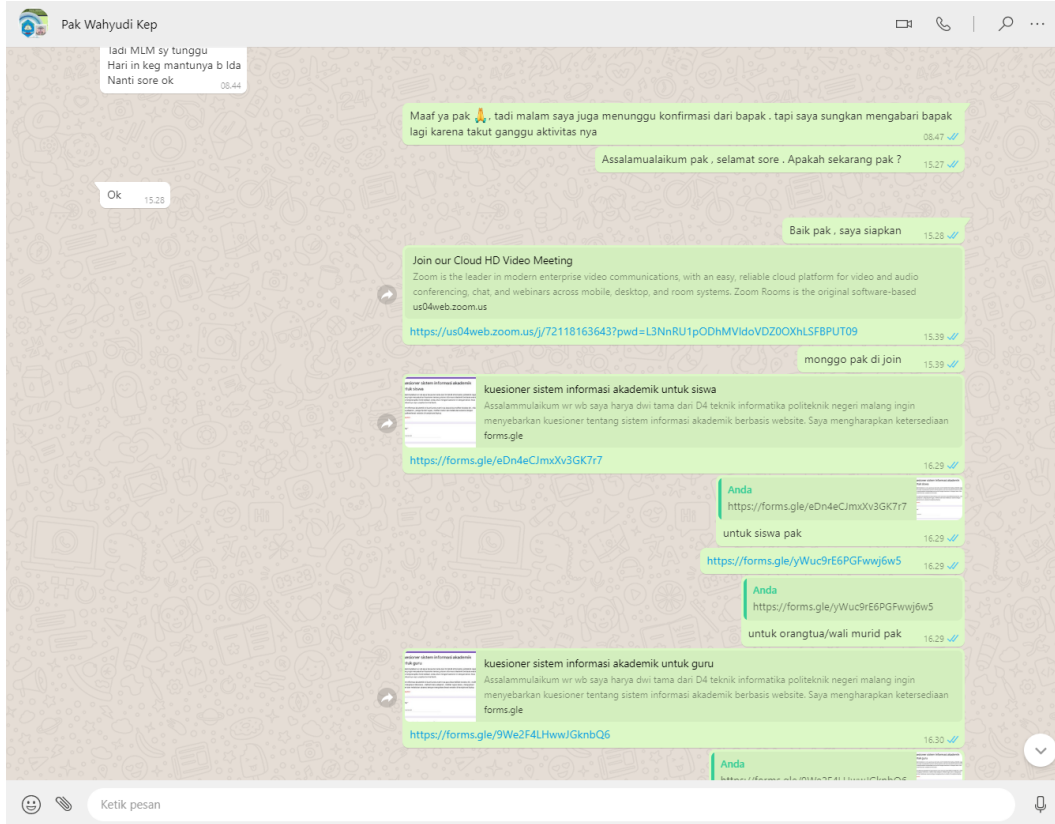 Pak Wahyudi Kep
Tadi MLM sy tunggu
Hari in keg mantunya b Ida
Nanti sore ok
08.44
Maaf ya pak 🙏, tadi malam saya juga menunggu konfirmasi dari bapak . tapi saya sungkan mengabari bapak
lagi karena takut ganggu aktivitas nya
08.47
Assalamualaikum pak , selamat sore . Apakah sekarang pak ?
15.27
Ok
15.28
Baik pak , saya siapkan
15.28
Join our Cloud HD Video Meeting
Zoom is the leader in modern enterprise video communications, with an easy, reliable cloud platform for video and audio
conferencing, chat, and webinars across mobile, desktop, and room systems. Zoom Rooms is the original software-based
us04web.zoom.us
https://us04web.zoom.us/j/72118163643?pwd=L3NnRU1pODhMVldoVDZ0OXhLSFBPUT09
15.39
monggo pak di join
15.39
kuesioner sistem informasi akademik untuk siswa
Assalammulaikum wr wb saya harya dwi tama dari D4 teknik informatika politeknik negeri malang ingin
menyebarkan kuesioner tentang sistem informasi akademik berbasis website. Saya mengharapkan ketersediaan
forms.gle
https://forms.gle/eDn4eCJmxXv3GK7r7
16.29
Anda
https://forms.gle/eDn4eCJmxXv3GK7r7
untuk siswa pak
16.29
https://forms.gle/yWuc9rE6PGFwwj6w5
16.29
Anda
https://forms.gle/yWuc9rE6PGFwwj6w5
untuk orangtua/wali murid pak
16.29
kuesioner sistem informasi akademik untuk guru
Assalammulaikum wr wb saya harya dwi tama dari D4 teknik informatika politeknik negeri malang ingin
menyebarkan kuesioner tentang sistem informasi akademik berbasis website. Saya mengharapkan ketersediaan
forms.gle
https://forms.gle/9We2F4LHwwJGknbQ6
16.30
Anda
https://forms.gle/9We2F4LHwwJGknbQ6
Ketik pesan